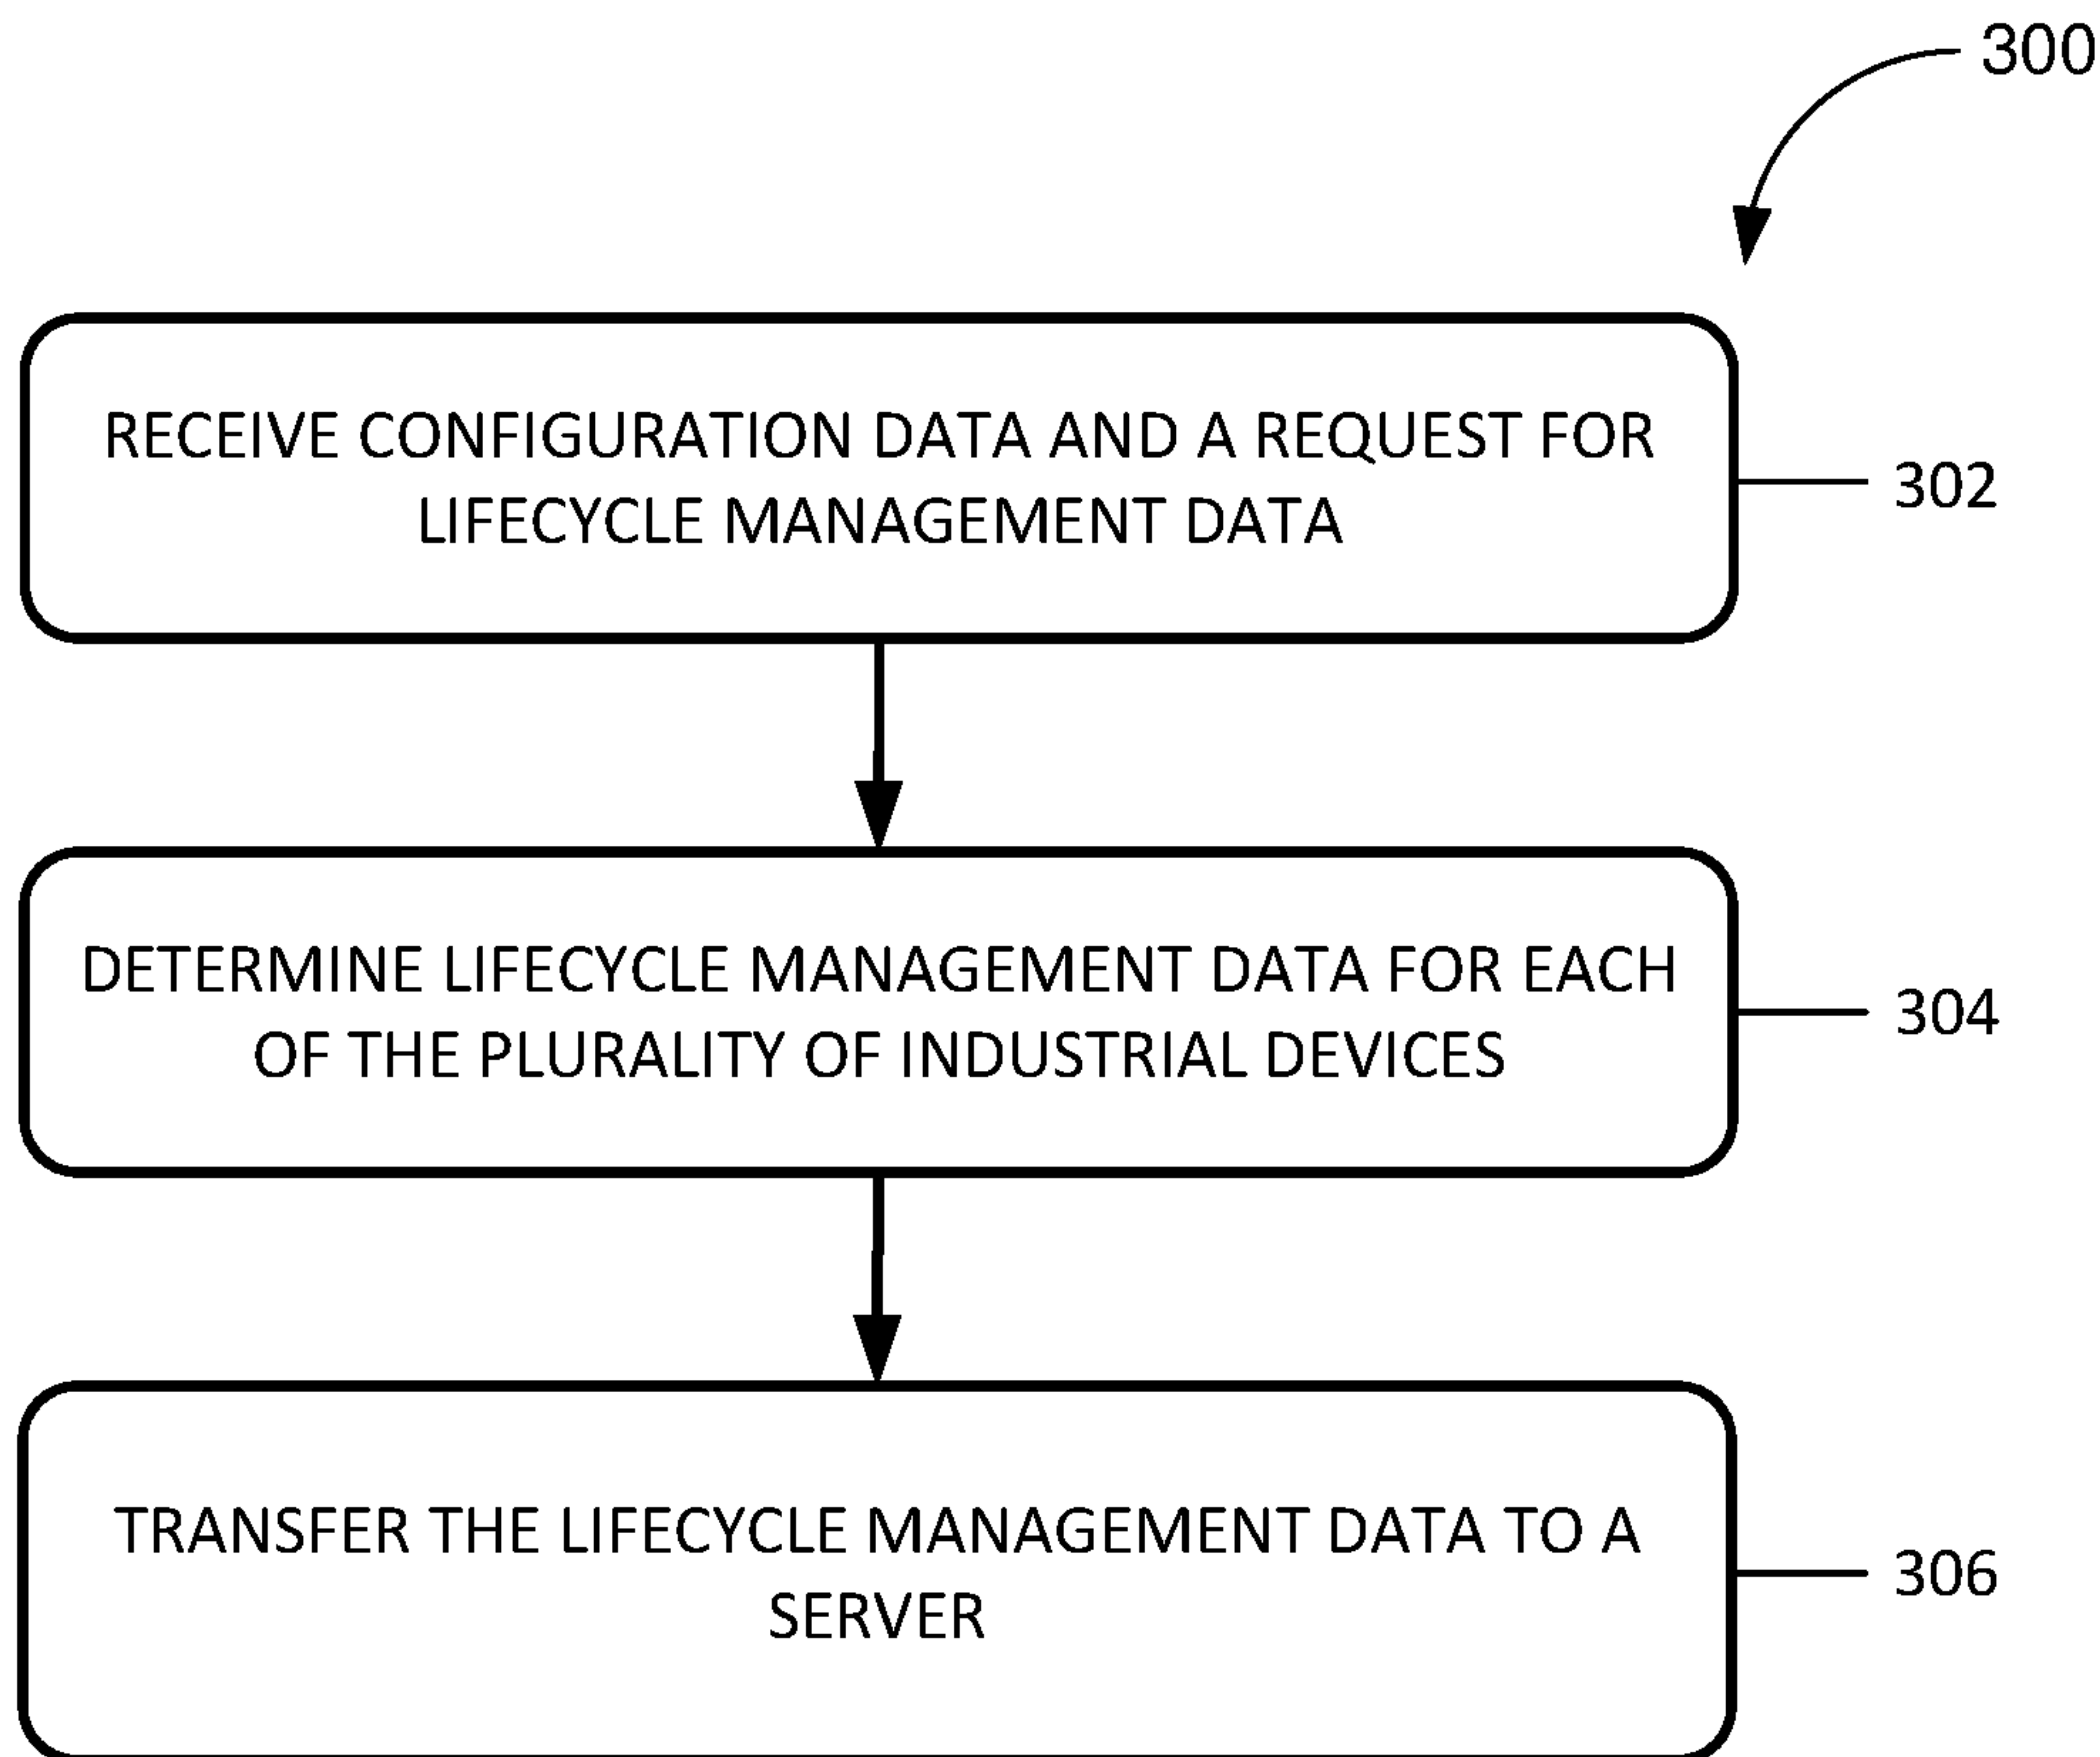 300
RECEIVE CONFIGURATION DATA AND A REQUEST FOR
LIFECYCLE MANAGEMENT DATA
302
DETERMINE LIFECYCLE MANAGEMENT DATA FOR EACH
OF THE PLURALITY OF INDUSTRIAL DEVICES
304
TRANSFER THE LIFECYCLE MANAGEMENT DATA TO A
SERVER
306